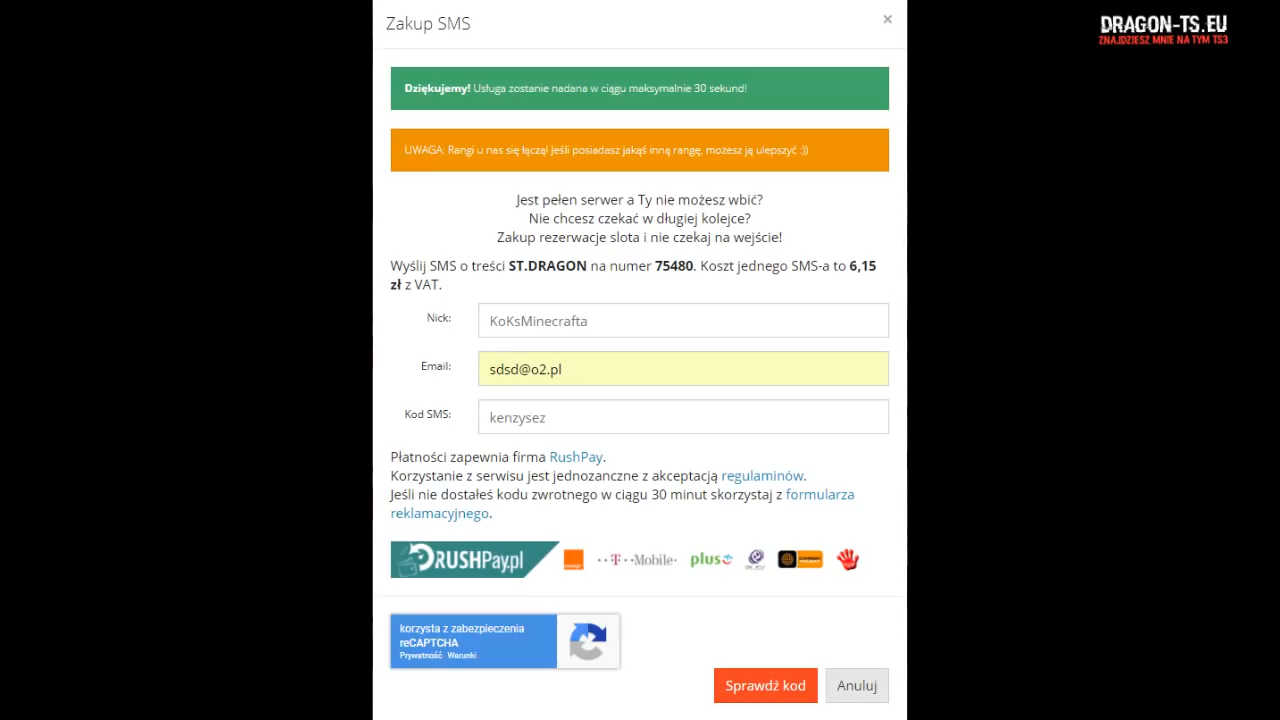 Zakup SMS
×
DRAGON-TS.EU
ZNAJDZIESZ MNIE NA TYM TS3
Dziękujemy! Usługa zostanie nadana w ciągu maksymalnie 30 sekund!
UWAGA: Rangi u nas się łączą! Jeśli posiadasz jakąś inną rangę, możesz ją ulepszyć :))
Jest pełen serwer a Ty nie możesz wbić?
Nie chcesz czekać w długiej kolejce?
Zakup rezerwacje slota i nie czekaj na wejście!
Wyślij SMS o treści ST.DRAGON na numer 75480. Koszt jednego SMS-a to 6,15
zł z VAT.
Nick: KoKsMinecrafta
Email: sdsd@o2.pl
Kod SMS: kenzysez
Płatności zapewnia firma RushPay.
Korzystanie z serwisu jest jednozanczne z akceptacją regulaminów.
Jeśli nie dostałeś kodu zwrotnego w ciągu 30 minut skorzystaj z formularza
reklamacyjnego.
RUSHPay.pl T··Mobile· plus
korzysta z zabezpieczenia
reCAPTCHA
Prywatność Warunki
Sprawdź kod Anuluj